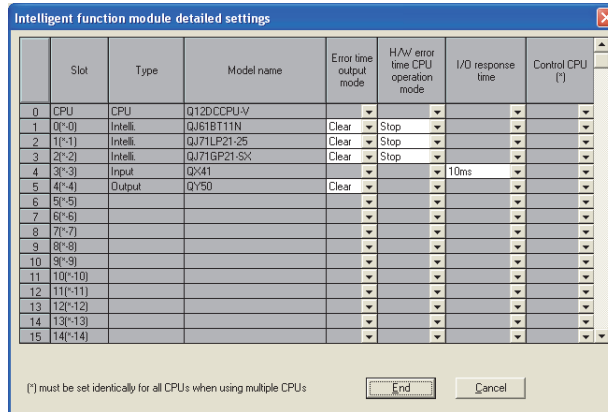 Intelligent function module detailed settings
Slot Type Model name Error time output mode H/W error time CPU operation mode I/O response time Control CPU (*)
0 CPU CPU Q12DCCPU-V
1 0(*-0) Intelli. QJ61BT11N Clear Stop
2 1(*-1) Intelli. QJ71LP21-25 Clear Stop
3 2(*-2) Intelli. QJ71GP21-SX Clear Stop
4 3(*-3) Input QX41 10ms
5 4(*-4) Output QY50 Clear
6 5(*-5)
7 6(*-6)
8 7(*-7)
9 8(*-8)
10 9(*-9)
11 10(*-10)
12 11(*-11)
13 12(*-12)
14 13(*-13)
15 14(*-14)
(*) must be set identically for all CPUs when using multiple CPUs
End Cancel